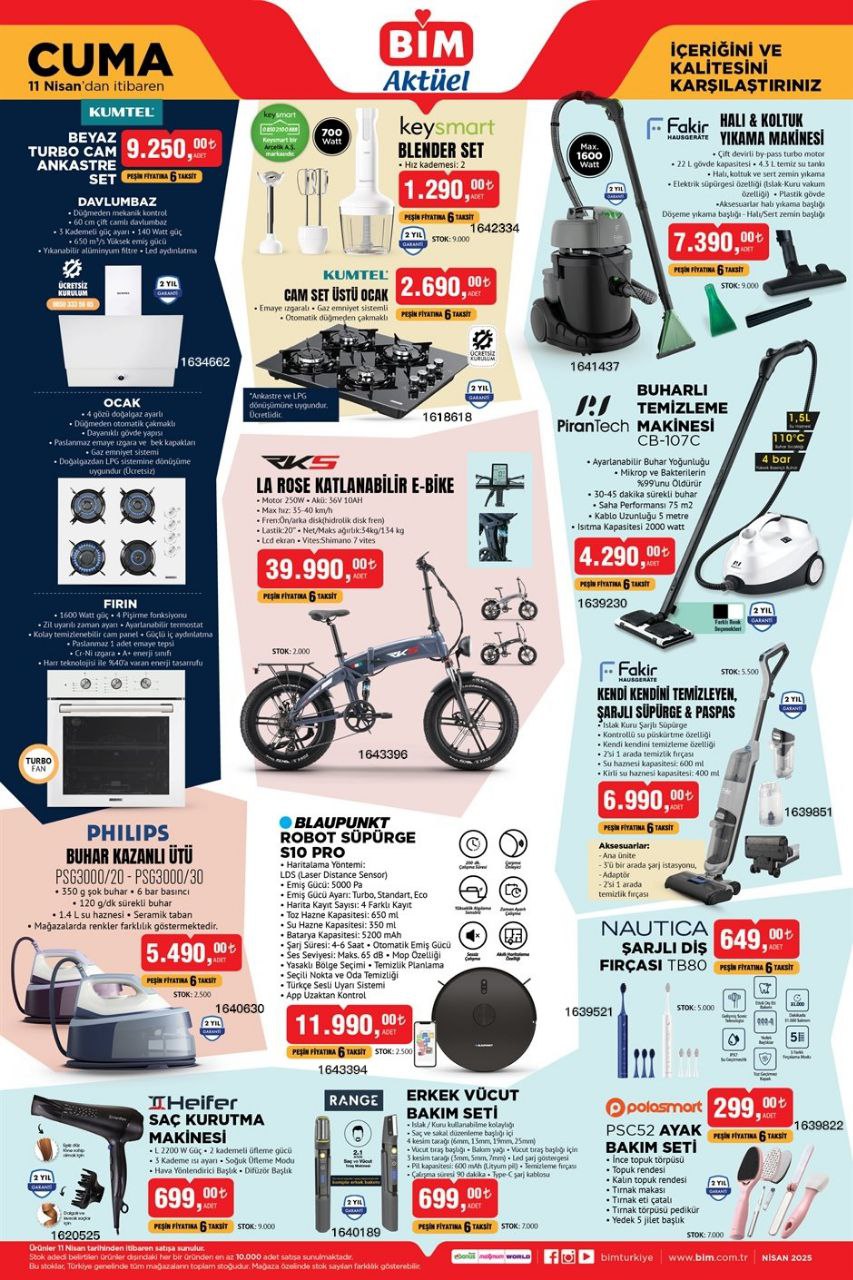 CUMA
11 Nisan'dan itibaren
BİM
Aktüel
İÇERİĞİNİ VE
KALİTESİNİ
KARŞILAŞTIRINIZ
KUMTEL
BEYAZ
TURBO CAM
ANKASTRE
SET
9.250,00₺
ADET
PEŞİN FİYATINA 6 TAKSİT
DAVLUMBAZ
• Düğmeden mekanik kontrol
• 60 cm çift camlı davlumbaz
• 3 Kademeli güç ayarı • 140 Watt güç
• 650 m³/s Yüksek emiş gücü
• Yıkanabilir alüminyum filtre • Led aydınlatma
ÜCRETSİZ
KURULUM
0850 333 56 85
2 YIL
GARANTİ
1634662
OCAK
• 4 gözü doğalgaz ayarlı
• Düğmeden otomatik çakmaklı
• Dayanıklı gövde yapısı
• Paslanmaz emaye ızgara ve bek kapakları
• Gaz emniyet sistemi
• Doğalgazdan LPG sistemine dönüşüme
uygundur (Ücretsiz)
FIRIN
• 1600 Watt güç • 4 Pişirme fonksiyonu
• Zil uyarılı zaman ayarı • Ayarlanabilir termostat
• Kolay temizlenebilir cam panel • Güçlü iç aydınlatma
• Paslanmaz 1 adet emaye tepsi
• Cr-Ni ızgara • A+ enerji sınıfı
• Harr teknolojisi ile %40'a varan enerji tasarrufu
TURBO
FAN
keysmart
0 850 210 0 888
Keysmart bir
Arçelik A.Ş.
markasıdır.
700
Watt
keysmart
BLENDER SET
• Hız kademesi: 2
1.290,00₺
ADET
PEŞİN FİYATINA 6 TAKSİT
1642334
2 YIL
GARANTİ
STOK: 9.000
KUMTEL
CAM SET ÜSTÜ OCAK
• Emaye ızgaralı • Gaz emniyet sistemli
• Otomatik düğmeden çakmaklı
2.690,00₺
ADET
PEŞİN FİYATINA 6 TAKSİT
ÜCRETSİZ
KURULUM
2 YIL
GARANTİ
*Ankastre ve LPG
dönüşümüne uygundur.
Ücretlidir.
1618618
Max.
1600
Watt
Fakir
HAUSGERÄTE
HALI & KOLTUK
YIKAMA MAKİNESİ
• Çift devirli by-pass turbo motor
• 22 L gövde kapasitesi • 4.3 L temiz su tankı
• Halı, koltuk ve sert zemin yıkama
• Elektrik süpürgesi özelliği (Islak-Kuru vakum
özelliği) • Plastik gövde
•Aksesuarlar halı yıkama başlığı
Döşeme yıkama başlığı - Halı/Sert zemin başlığı
2 YIL
GARANTİ
7.390,00₺
ADET
PEŞİN FİYATINA 6 TAKSİT
STOK: 9.000
1641437
PiranTech
BUHARLI
TEMİZLEME
MAKİNESİ
CB-107C
• Ayarlanabilir Buhar Yoğunluğu
• Mikrop ve Bakterilerin
%99'unu Öldürür
• 30-45 dakika sürekli buhar
• Saha Performansı 75 m2
• Kablo Uzunluğu 5 metre
• Isıtma Kapasitesi 2000 watt
1,5L
Su Haznesi
110°C
Buhar Sıcaklığı
4 bar
Yüksek Basınçlı Buhar
4.290,00₺
ADET
PEŞİN FİYATINA 6 TAKSİT
1639230
Farklı Renk
Seçenekleri
2 YIL
GARANTİ
RKS
LA ROSE KATLANABİLİR E-BİKE
• Motor 250W • Akü: 36V 10AH
• Max hız: 35-40 km/h
• Fren:Ön/arka disk(hidrolik disk fren)
• Lastik:20" • Net/Maks ağırlık:34kg/134 kg
• Lcd ekran • Vites:Shimano 7 vites
39.990,00₺
ADET
PEŞİN FİYATINA 6 TAKSİT
STOK: 2.000
RKS
1643396
Fakir
HAUSGERÄTE
STOK: 5.500
KENDİ KENDİNİ TEMİZLEYEN,
ŞARJLI SÜPÜRGE & PASPAS
• Islak Kuru Şarjlı Süpürge
• Kontrollü su püskürtme özelliği
• Kendi kendini temizleme özelliği
• 2'si 1 arada temizlik fırçası
• Su haznesi kapasitesi: 600 ml
• Kirli su haznesi kapasitesi: 400 ml
2 YIL
GARANTİ
6.990,00₺
ADET
PEŞİN FİYATINA 6 TAKSİT
1639851
Aksesuarlar:
- Ana ünite
- 3'ü bir arada şarj istasyonu,
- Adaptör
- 2'si 1 arada
temizlik fırçası
PHILIPS
BUHAR KAZANLI ÜTÜ
PSG3000/20 - PSG3000/30
• 350 g şok buhar • 6 bar basıncı
• 120 g/dk sürekli buhar
• 1.4 L su haznesi • Seramik taban
• Mağazalarda renkler farklılık göstermektedir.
5.490,00₺
ADET
PEŞİN FİYATINA 6 TAKSİT
STOK: 2.500
1640630
2 YIL
GARANTİ
BLAUPUNKT
ROBOT SÜPÜRGE
S10 PRO
• Haritalama Yöntemi:
LDS (Laser Distance Sensor)
• Emiş Gücü: 5000 Pa
• Emiş Gücü Ayarı: Turbo, Standart, Eco
• Harita Kayıt Sayısı: 4 Farklı Kayıt
• Toz Hazne Kapasitesi: 650 ml
• Su Hazne Kapasitesi: 350 ml
• Batarya Kapasitesi: 5200 mAh
• Şarj Süresi: 4-6 Saat • Otomatik Emiş Gücü
• Ses Seviyesi: Maks. 65 dB • Mop Özelliği
• Yasaklı Bölge Seçimi • Temizlik Planlama
• Seçili Nokta ve Oda Temizliği
• Türkçe Sesli Uyarı Sistemi
• App Uzaktan Kontrol
11.990,00₺
ADET
PEŞİN FİYATINA 6 TAKSİT
STOK: 2.500
1643394
NAUTICA
ŞARJLI DİŞ
FIRÇASI TB80
649,00₺
ADET
PEŞİN FİYATINA 6 TAKSİT
1639521
STOK: 5.000
2 YIL
GARANTİ
Heifer
SAÇ KURUTMA
MAKİNESİ
• L 2200 W Güç • 2 kademeli üfleme gücü
• 3 Kademe ısı ayarı • Soğuk Üfleme Modu
• Hava Yönlendirici Başlık • Difüzör Başlık
699,00₺
ADET
PEŞİN FİYATINA 6 TAKSİT
STOK: 9.000
2 YIL
GARANTİ
1620525
RANGE
2.1
2 YIL
GARANTİ
1640189
ERKEK VÜCUT
BAKIM SETİ
• Islak / Kuru kullanabilme kolaylığı
• Saç ve sakal düzenleme başlığı içi
4 kesim tarağı (6mm, 13mm, 19mm, 25mm)
• Vücut tıraş başlığı • Bakım yağı • Vücut tıraş başlığı için
3 kesim tarağı (3mm, 5mm, 7mm) • Led şarj göstergesi
• Pil kapasitesi: 600 mAh (Lityum pil) • Temizleme fırçası
• Çalışma süresi 90 dakika • Type-C şarj kablosu
699,00₺
ADET
PEŞİN FİYATINA 6 TAKSİT
STOK: 7.000
polosmart
PSC52 AYAK
BAKIM SETİ
• İnce topuk törpüsü
• Topuk rendesi
• Kalın topuk rendesi
• Tırnak makası
• Tırnak eti çatalı
• Tırnak törpüsü pedikür
• Yedek 5 jilet başlık
299,00₺
ADET
PEŞİN FİYATINA 6 TAKSİT
1639822
2 YIL
GARANTİ
STOK: 7.000
Ürünler 11 Nisan tarihinden itibaren satışa sunulur.
Stok adedi belirtilen ürünler dışındaki her bir üründen en az 10.000 adet satışa sunulmaktadır.
Bu stoklar, Türkiye genelinde tüm mağazaların toplam stoğudur. Mağaza özelinde stok sayıları farklılık gösterebilir.
bonus maximum WORLD
bimturkiye
www.bim.com.tr
NİSAN 2025